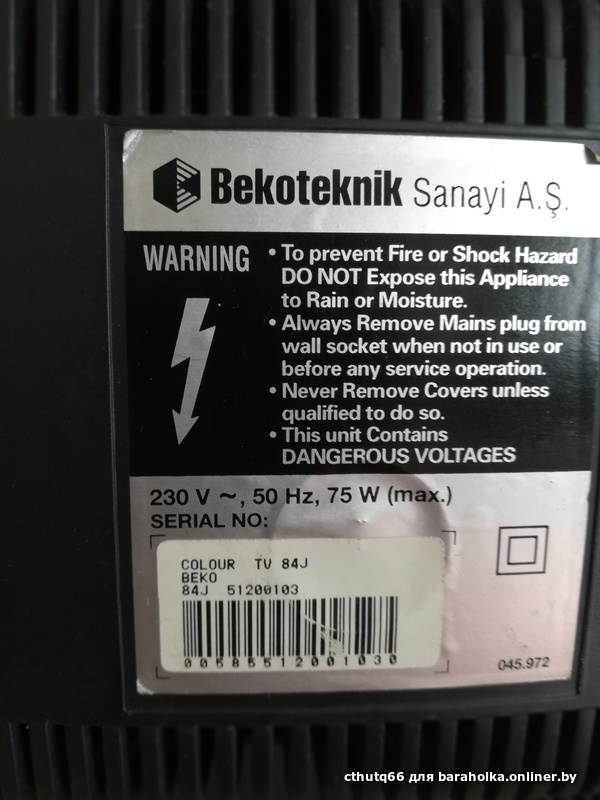 Bekoteknik Sanayi A.Ş.
WARNING
• To prevent Fire or Shock Hazard
DO NOT Expose this Appliance
to Rain or Moisture.
• Always Remove Mains plug from
wall socket when not in use or
before any service operation.
• Never Remove Covers unless
qualified to do so.
• This unit Contains
DANGEROUS VOLTAGES
230 V ~, 50 Hz, 75 W (max.)
SERIAL NO:
COLOUR TV 84J
BEKO
84J 51200103
00585512001030
045.972
cthutq66 для baraholka.onliner.by